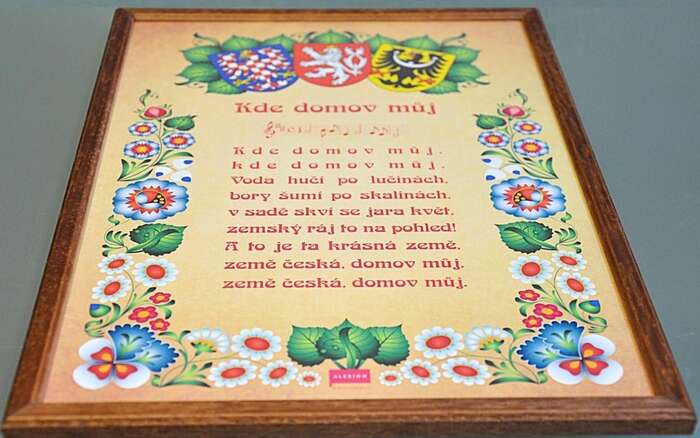 Kde domov můj
Kde domov můj,
kde domov můj.
Voda hučí po lučinách,
bory šumí po skalinách,
v sadě skví se jara květ,
zemský ráj to na pohled!
A to je ta krásná země,
země česká, domov můj,
země česká, domov můj.
ALERION